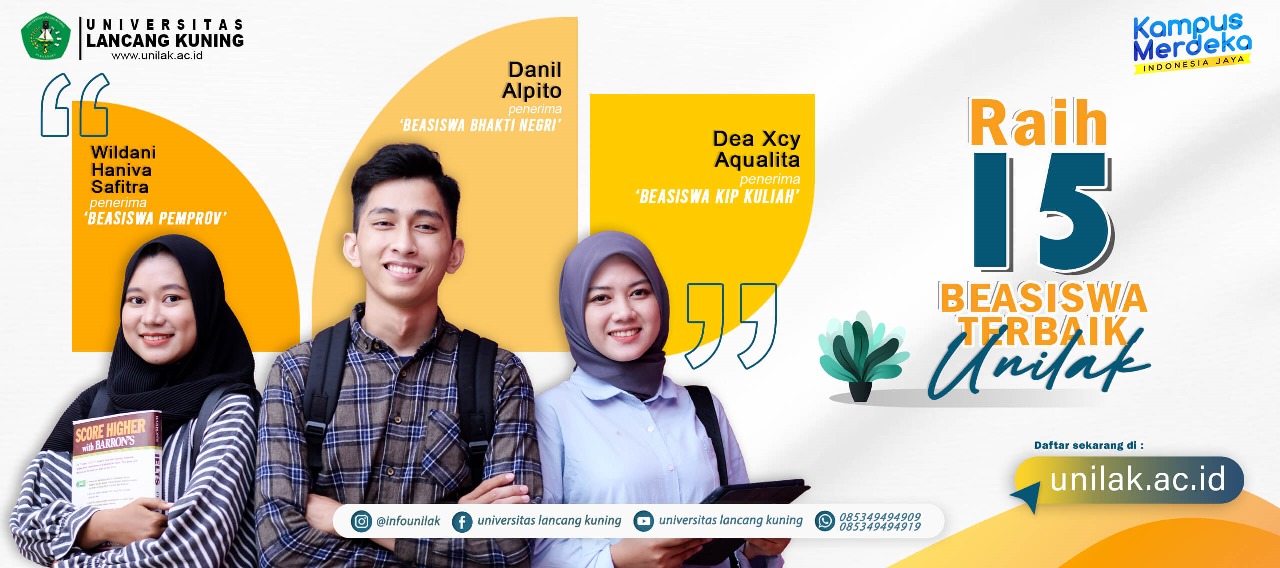 UNIVERSITAS
LANCANG KUNING
www.unilak.ac.id
Kampus
Merdeka
INDONESIA JAYA
Wildani
Haniva
Safitra
penerima
'BEASISWA PEMPROV'
Danil
Alpito
penerima
'BEASISWA BHAKTI NEGRI'
Dea Xcy
Aqualita
penerima
'BEASISWA KIP KULIAH'
Raih
15
BEASISWA
TERBAIK
Unilak
SCORE HIGHER
with BARRON'S
IELTS
Daftar sekarang di :
unilak.ac.id
@infounilak
universitas lancang kuning
universitas lancang kuning
085349494909
085349494919